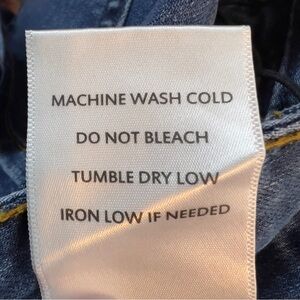 MACHINE WASH COLD
DO NOT BLEACH
TUMBLE DRY LOW
IRON LOW IF NEEDED